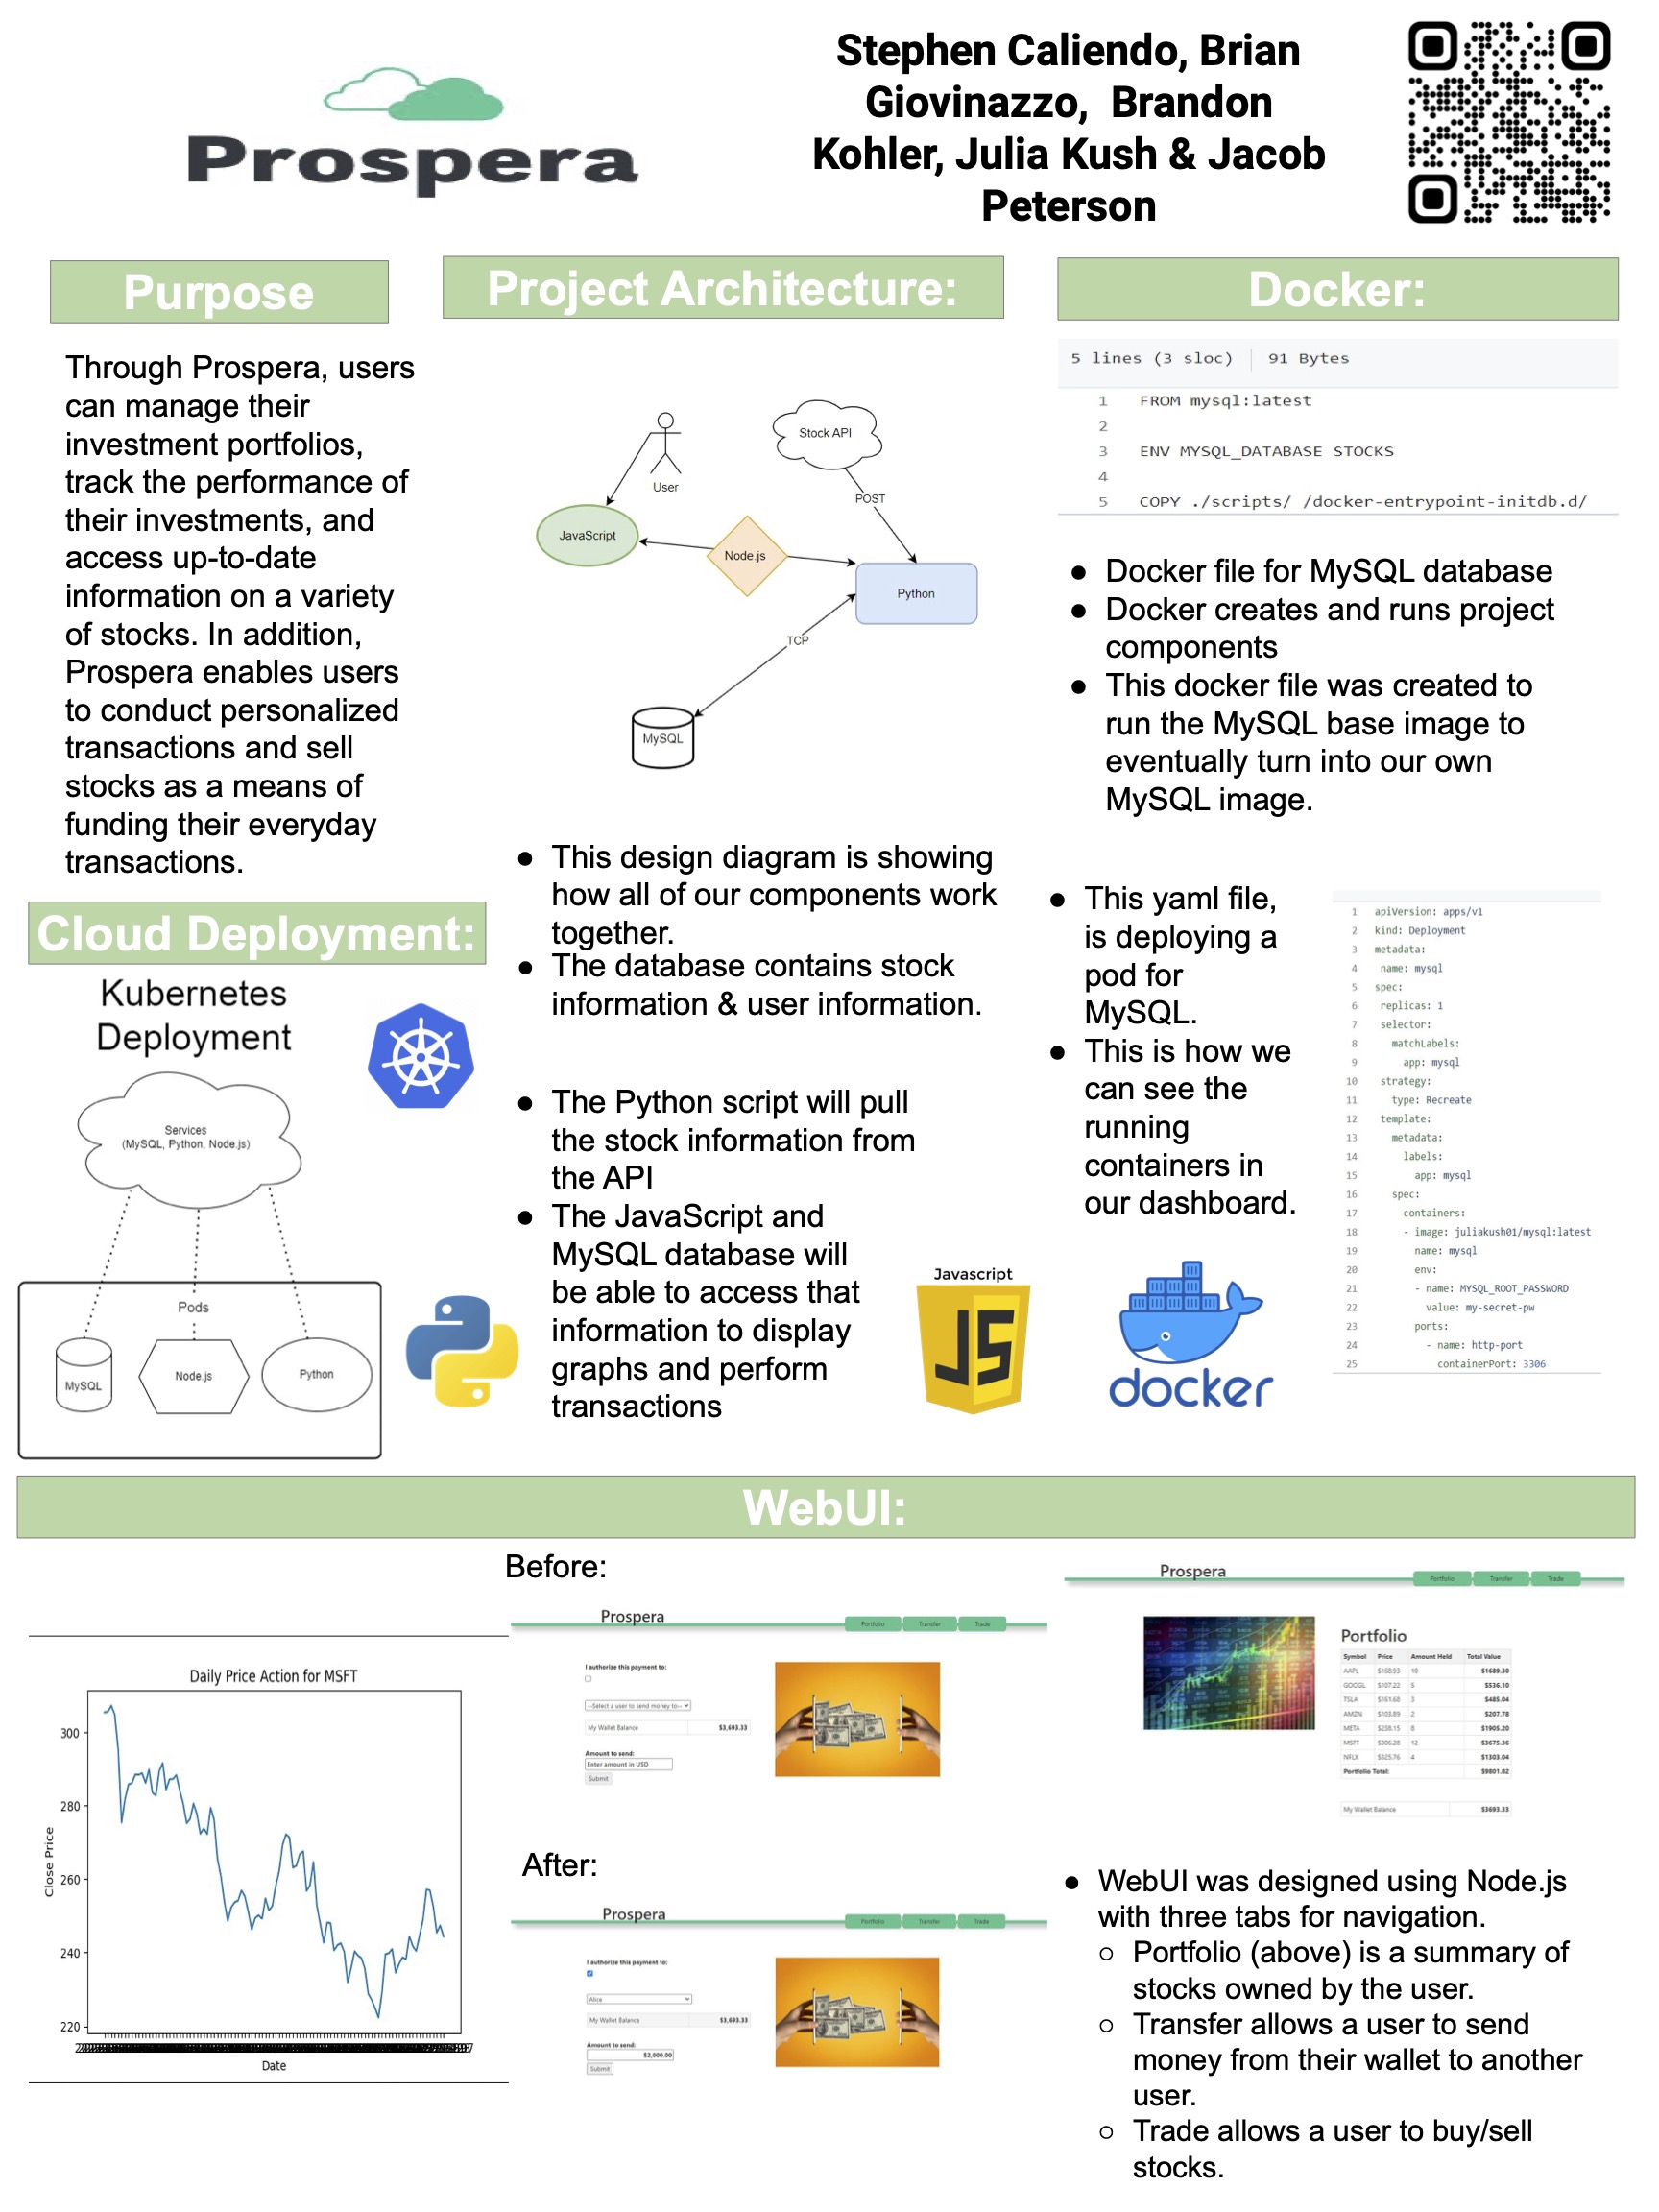 Prospera
Stephen Caliendo, Brian
Giovinazzo,  Brandon
Kohler, Julia Kush & Jacob
Peterson
Purpose
Through Prospera, users
can manage their
investment portfolios,
track the performance of
their investments, and
access up-to-date
information on a variety
of stocks. In addition,
Prospera enables users
to conduct personalized
transactions and sell
stocks as a means of
funding their everyday
transactions.
Cloud Deployment:
Kubernetes
Deployment
Services
(MySQL, Python, Node.js)
Pods
MySQL
Node.js
Python
Project Architecture:
User
Stock API
POST
JavaScript
Node.js
Python
TCP
MySQL
● This design diagram is showing
how all of our components work
together.
● The database contains stock
information & user information.
● The Python script will pull
the stock information from
the API
● The JavaScript and
MySQL database will
be able to access that
information to display
graphs and perform
transactions
Javascript
JS
Docker:
5 lines (3 sloc) 91 Bytes
1 FROM mysql:latest
2
3 ENV MYSQL_DATABASE STOCKS
4
5 COPY ./scripts/ /docker-entrypoint-initdb.d/
● Docker file for MySQL database
● Docker creates and runs project
components
● This docker file was created to
run the MySQL base image to
eventually turn into our own
MySQL image.
● This yaml file,
is deploying a
pod for
MySQL.
● This is how we
can see the
running
containers in
our dashboard.
docker
1 apiVersion: apps/v1
2 kind: Deployment
3 metadata:
4 name: mysql
5 spec:
6 replicas: 1
7 selector:
8 matchLabels:
9 app: mysql
10 strategy:
11 type: Recreate
12 template:
13 metadata:
14 labels:
15 app: mysql
16 spec:
17 containers:
18 - image: juliakush01/mysql:latest
19 name: mysql
20 env:
21 - name: MYSQL_ROOT_PASSWORD
22 value: my-secret-pw
23 ports:
24 - name: http-port
25 containerPort: 3306
WebUI:
Daily Price Action for MSFT
Close Price
300
280
260
240
220
Date
Before:
Prospera
Portfolio Transfer Trade
I authorize this payment to:
--Select a user to send money to--
My Wallet Balance $3,693.33
Amount to send:
Enter amount in USD
Submit
After:
Prospera
Portfolio Transfer Trade
I authorize this payment to:
Alice
My Wallet Balance $3,693.33
Amount to send:
$2,000.00
Submit
Prospera
Portfolio Transfer Trade
Portfolio
Symbol Price Amount Held Total Value
AAPL $168.93 10 $1689.30
GOOGL $107.22 5 $536.10
TSLA $161.68 3 $485.04
AMZN $103.89 2 $207.78
META $238.15 8 $1905.20
MSFT $306.28 12 $3675.36
NFLX $325.76 4 $1303.04
Portfolio Total: $9801.82
My Wallet Balance $3693.33
● WebUI was designed using Node.js
with three tabs for navigation.
○ Portfolio (above) is a summary of
stocks owned by the user.
○ Transfer allows a user to send
money from their wallet to another
user.
○ Trade allows a user to buy/sell
stocks.